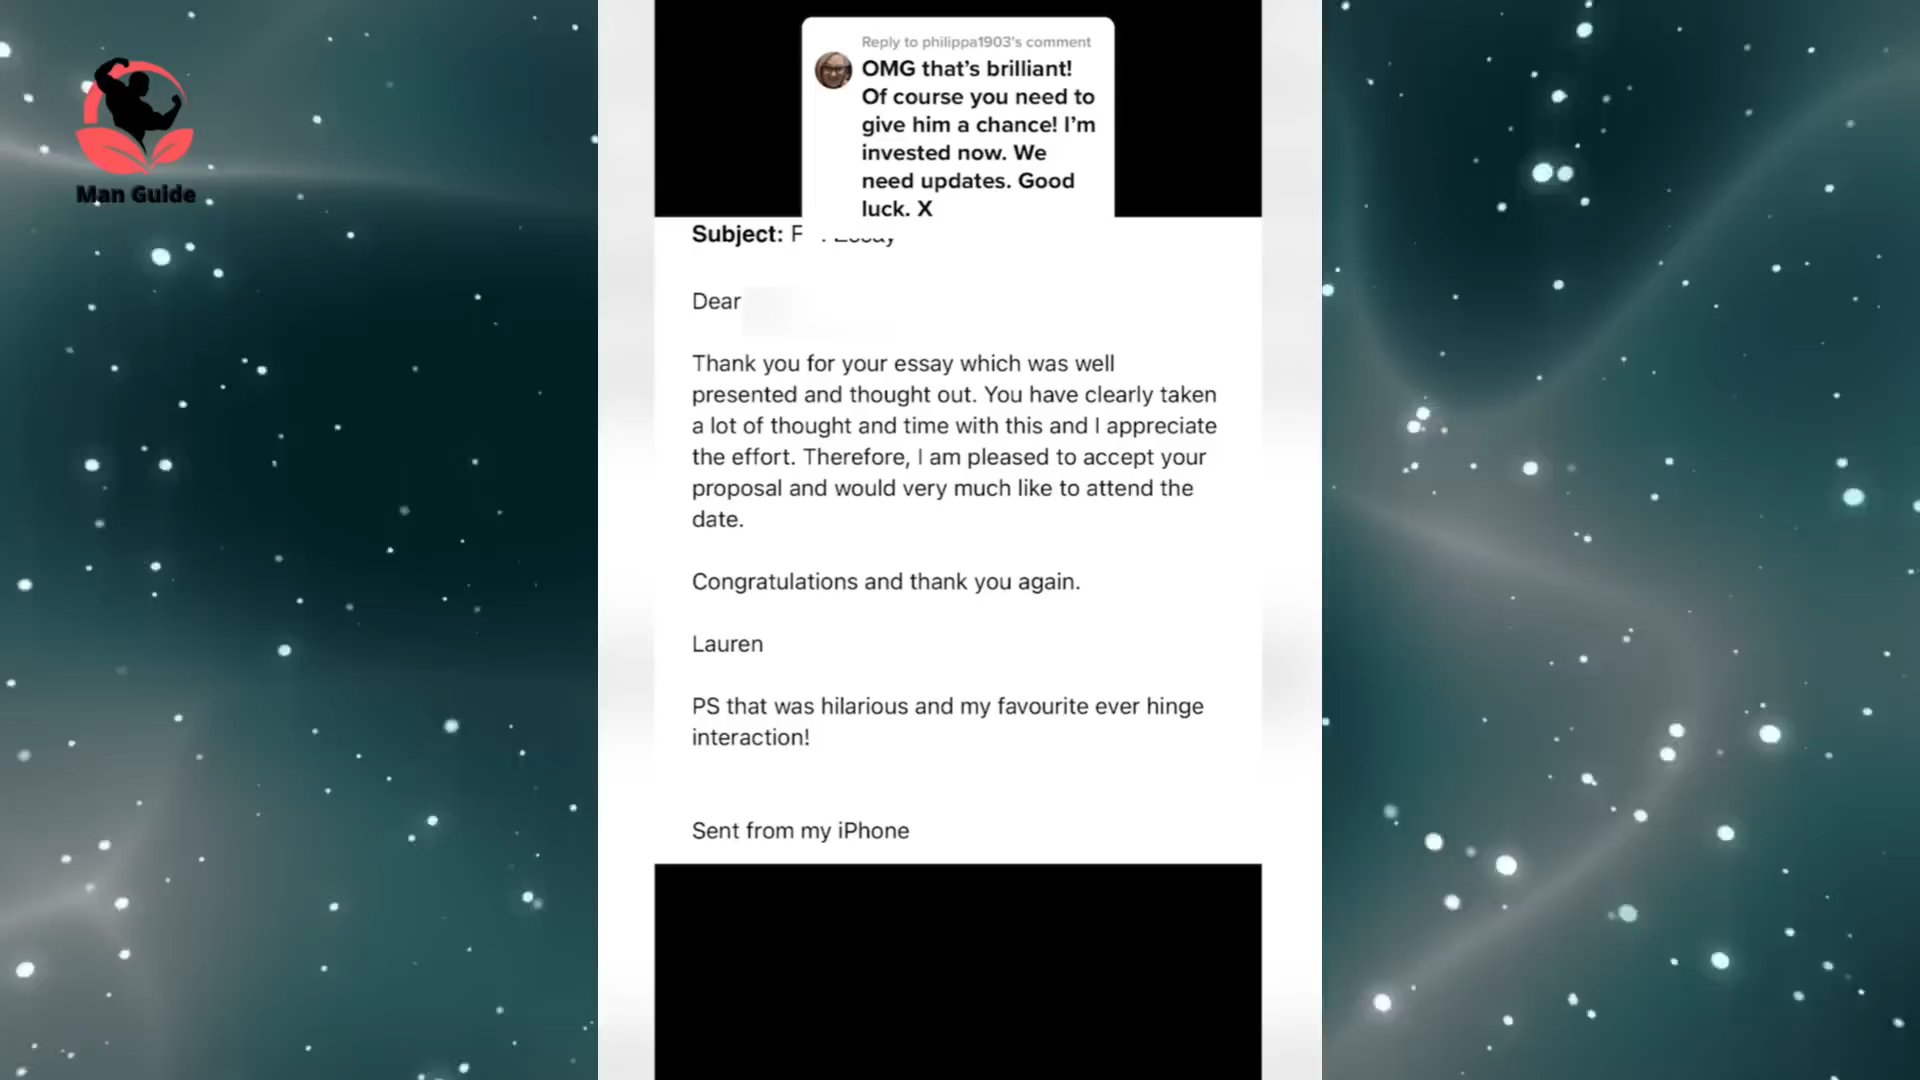 Man Guide
Reply to philippa1903's comment
OMG that's brilliant!
Of course you need to
give him a chance! I'm
invested now. We
need updates. Good
luck. X
Subject: F
Dear
Thank you for your essay which was well
presented and thought out. You have clearly taken
a lot of thought and time with this and I appreciate
the effort. Therefore, I am pleased to accept your
proposal and would very much like to attend the
date.
Congratulations and thank you again.
Lauren
PS that was hilarious and my favourite ever hinge
interaction!
Sent from my iPhone